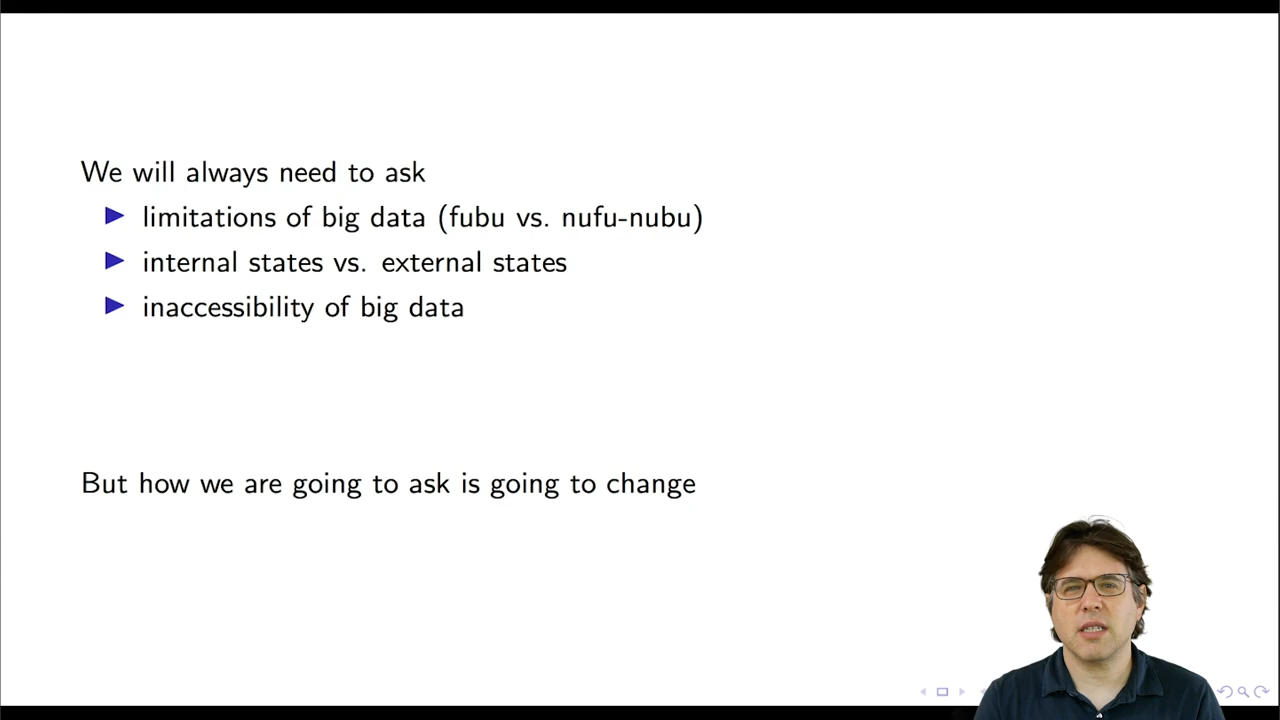 We will always need to ask
limitations of big data (fubu vs. nufu-nubu)
internal states vs. external states
inaccessibility of big data
But how we are going to ask is going to change